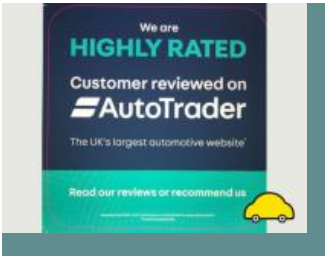 We are
HIGHLY RATED
Customer reviewed on
AutoTrader
The UK's largest automotive website
Read our reviews or recommend us